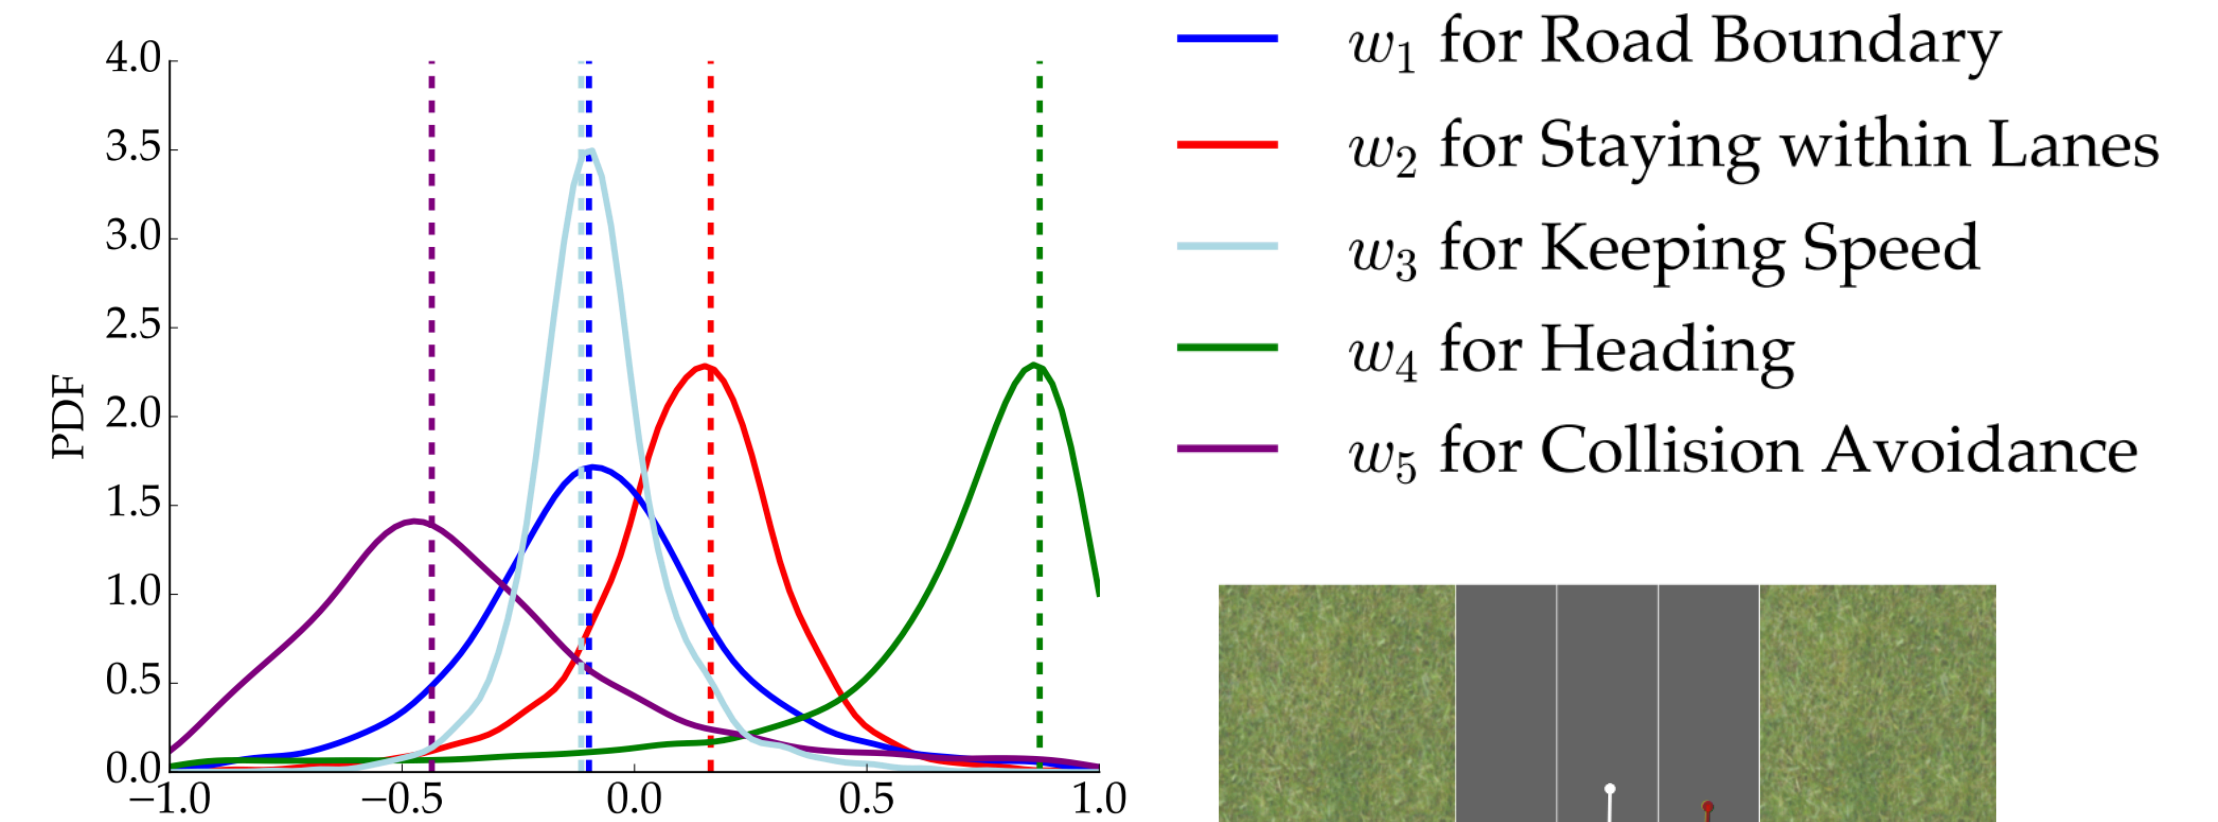 4.0
3.5
3.0
2.5
2.0
1.5
1.0
0.5
0.0
PDF
−1.0 −0.5 0.0 0.5 1.0
w₁ for Road Boundary
w₂ for Staying within Lanes
w₃ for Keeping Speed
w₄ for Heading
w₅ for Collision Avoidance